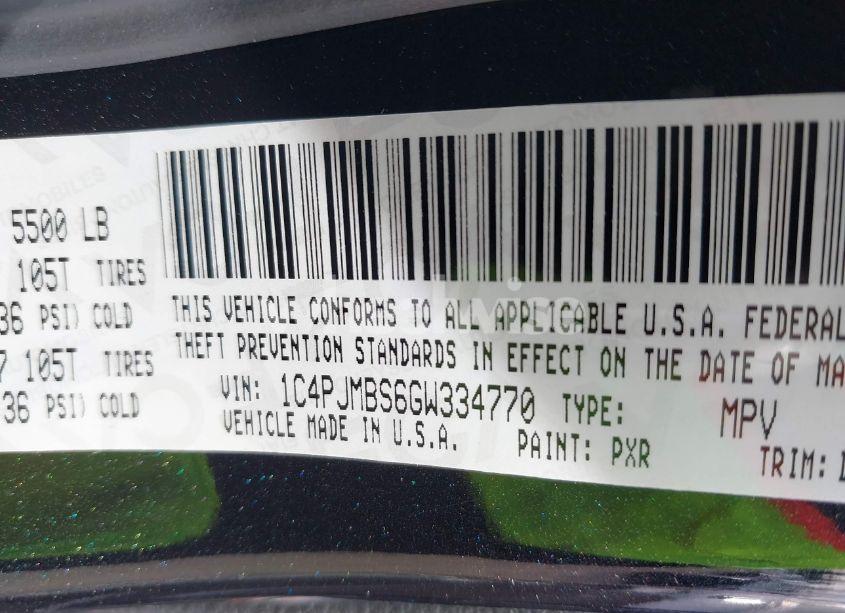 5500 LB
105T TIRES
36 PSI) COLD
7 105T TIRES
36 PSI) COLD
THIS VEHICLE CONFORMS TO ALL APPLICABLE U.S.A. FEDERAL
THEFT PREVENTION STANDARDS IN EFFECT ON THE DATE OF MA
VIN: 1C4PJMBS6GW334770 TYPE: MPV
VEHICLE MADE IN U.S.A. PAINT: PXR TRIM: